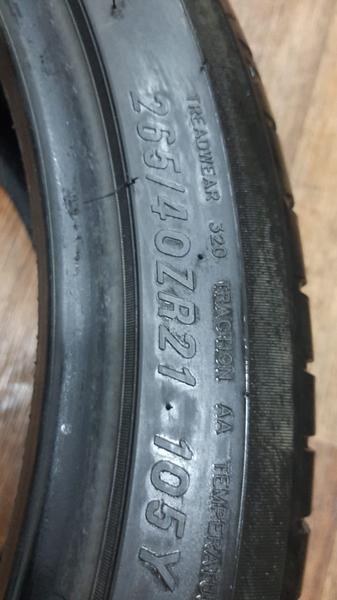 TREADWEAR 320 TRACTION AA
265/40ZR21 105Y